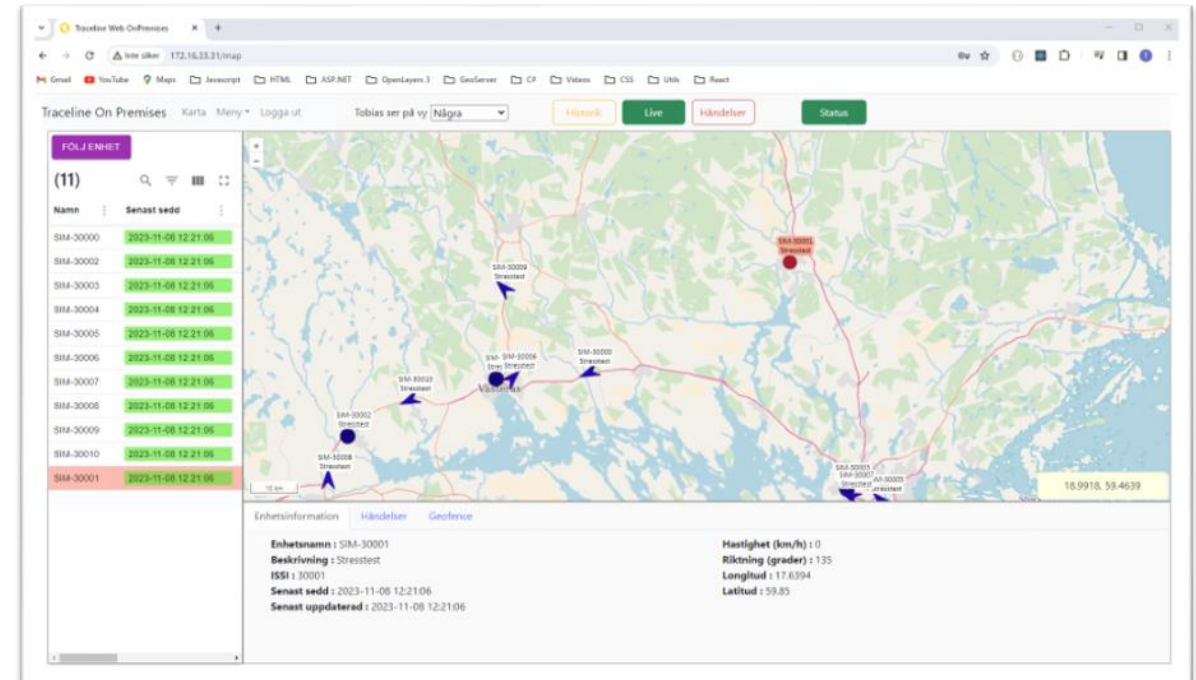 Traceline Web OnPremises
Inte säker 172.16.33.31/map
Gmail YouTube Maps Javascript HTML ASP.NET OpenLayers 3 GeoServer C# Videos CSS Utils React
Traceline On Premises Karta Meny Logga ut Tobias ser på vy Några Historik Live Händelser Status
FÖLJ ENHET
(11)
Namn Senast sedd
SIM-30000 2023-11-08 12:21:06
SIM-30002 2023-11-08 12:21:06
SIM-30003 2023-11-08 12:21:06
SIM-30004 2023-11-08 12:21:06
SIM-30005 2023-11-08 12:21:06
SIM-30006 2023-11-08 12:21:06
SIM-30007 2023-11-08 12:21:06
SIM-30008 2023-11-08 12:21:06
SIM-30009 2023-11-08 12:21:06
SIM-30010 2023-11-08 12:21:06
SIM-30001 2023-11-08 12:21:06
+
−
SIM-30001
Stresstest
SIM-30009
Stresstest
SIM-30000
Stresstest
SIM-30006
Stresstest
SIM-30010
Stresstest
SIM-30002
Stresstest
SIM-30008
Stresstest
10 km
18.9918, 59.4639
Enhetsinformation Händelser Geofence
Enhetsnamn : SIM-30001
Beskrivning : Stresstest
ISSI : 30001
Senast sedd : 2023-11-08 12:21:06
Senast uppdaterad : 2023-11-08 12:21:06
Hastighet (km/h) : 0
Riktning (grader) : 135
Longitud : 17.6394
Latitud : 59.85